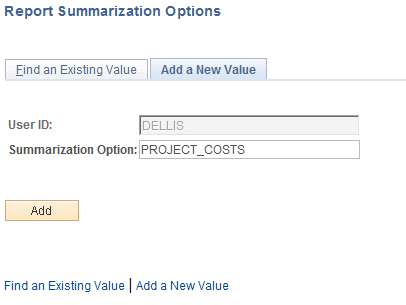 Report Summarization Options
Find an Existing Value Add a New Value
User ID: DELLIS
Summarization Option: PROJECT_COSTS
Add
Find an Existing Value | Add a New Value